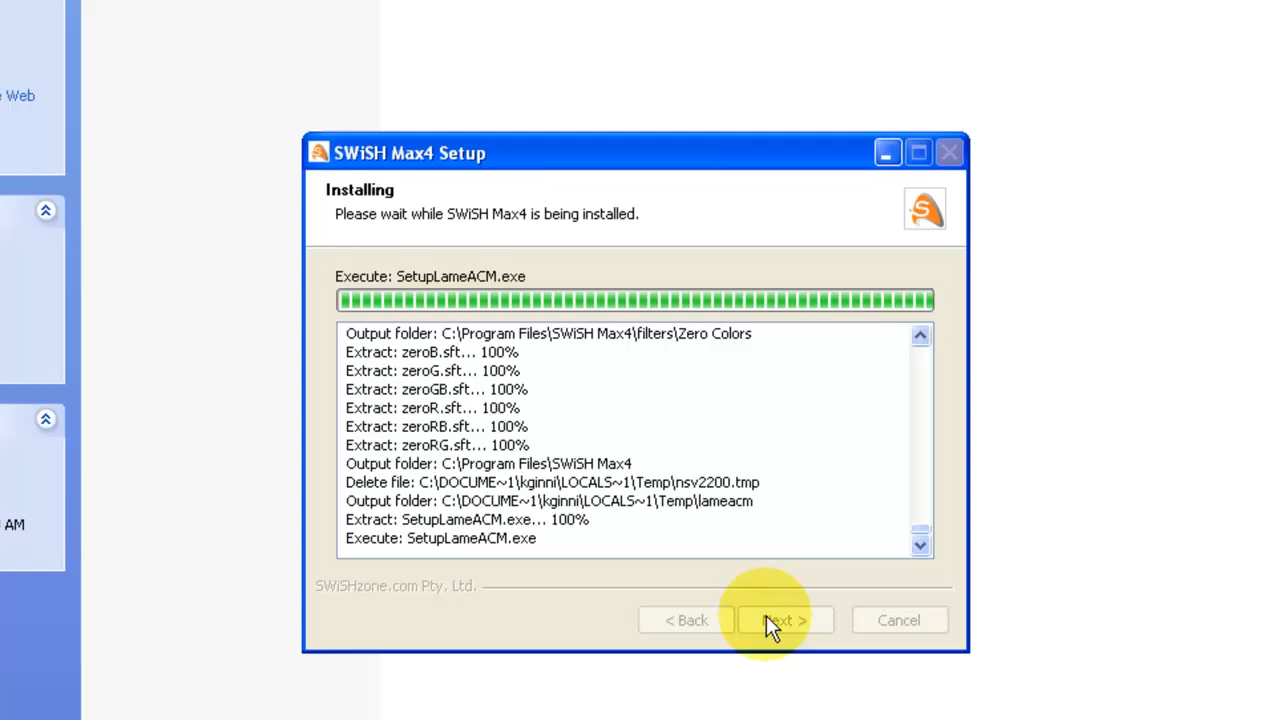 e Web
AM
SWiSH Max4 Setup
Installing
Please wait while SWiSH Max4 is being installed.
Execute: SetupLameACM.exe
Output folder: C:\Program Files\SWiSH Max4\filters\Zero Colors
Extract: zeroB.sft... 100%
Extract: zeroG.sft... 100%
Extract: zeroGB.sft... 100%
Extract: zeroR.sft... 100%
Extract: zeroRB.sft... 100%
Extract: zeroRG.sft... 100%
Output folder: C:\Program Files\SWiSH Max4
Delete file: C:\DOCUME~1\kginni\LOCALS~1\Temp\nsv2200.tmp
Output folder: C:\DOCUME~1\kginni\LOCALS~1\Temp\lameacm
Extract: SetupLameACM.exe... 100%
Execute: SetupLameACM.exe
SWiSHzone.com Pty. Ltd.
< Back Next > Cancel